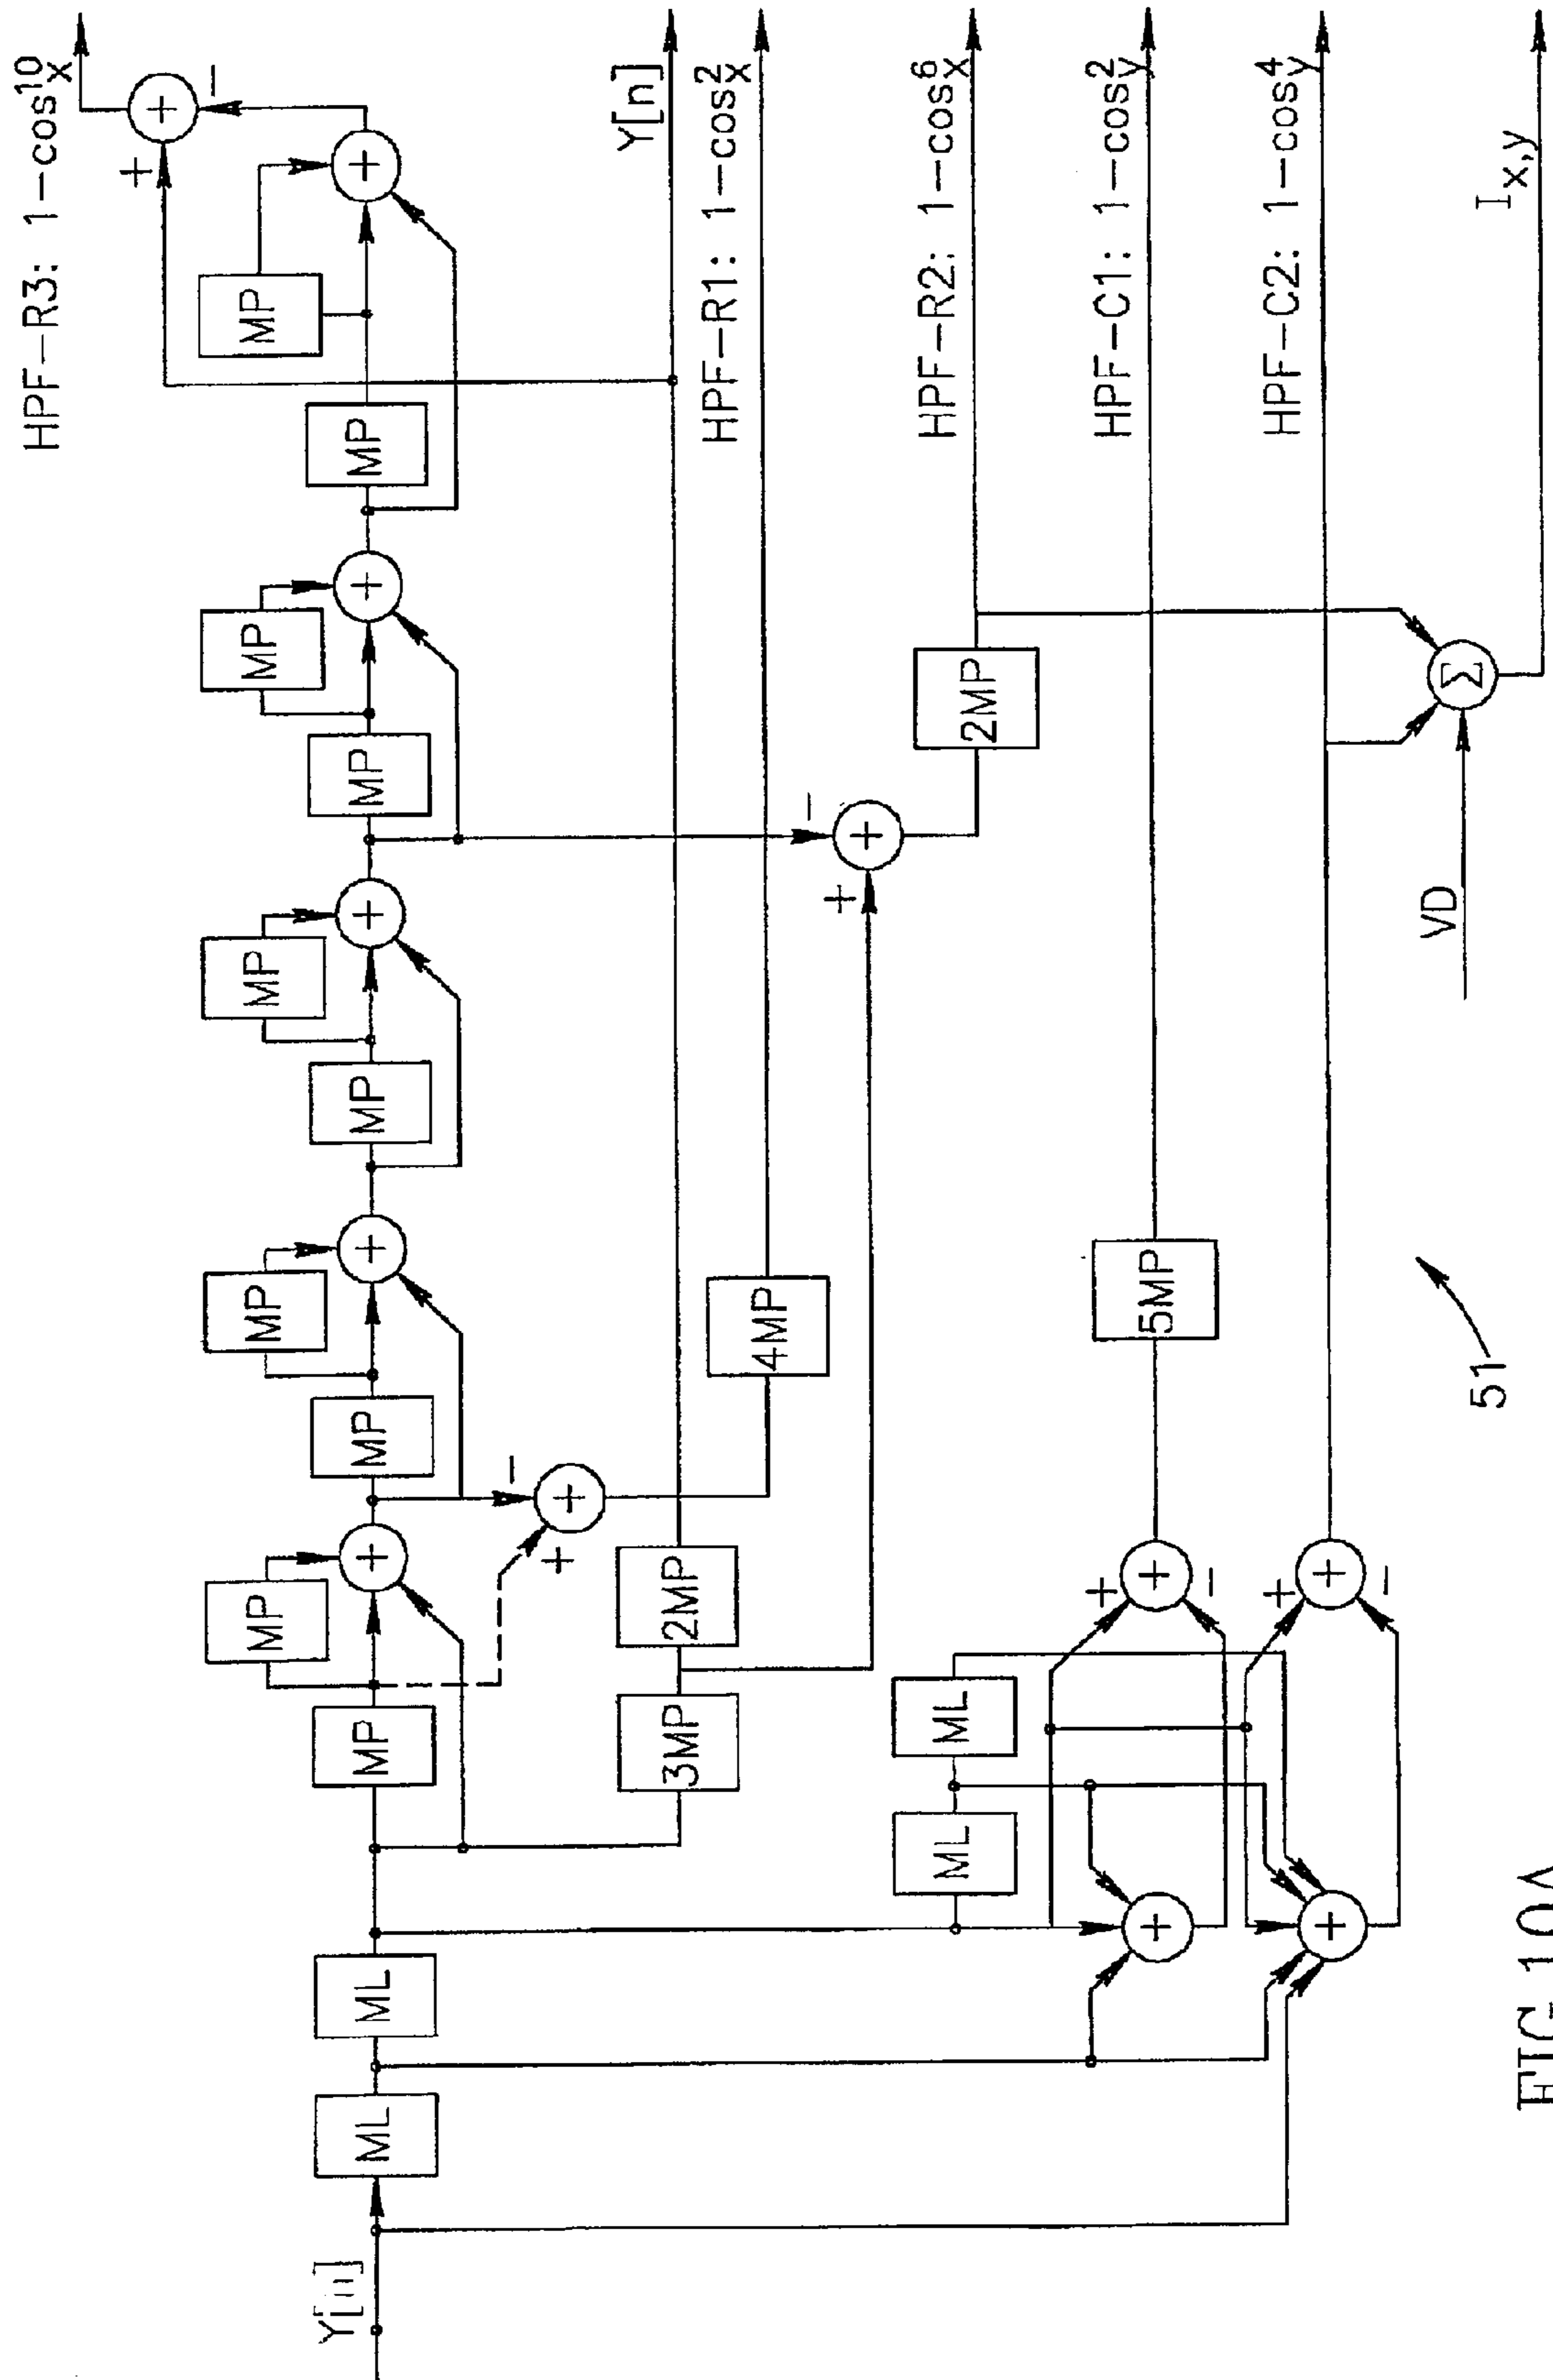 HPF-R3: 1-cos¹⁰x
+
-
+
+
MP
MP
+
MP
MP
+
MP
MP
+
MP
MP
+
MP
MP
Y[n]
ML
ML
Y[n]
2MP
3MP
HPF-R1: 1-cos²x
4MP
-
+
+
HPF-R2: 1-cos⁶x
2MP
-
+
+
HPF-C1: 1-cos²y
5MP
+
+
-
ML
ML
+
HPF-C2: 1-cos⁴y
+
+
-
+
Ix,y
Σ
VD
51
FIG. 10A